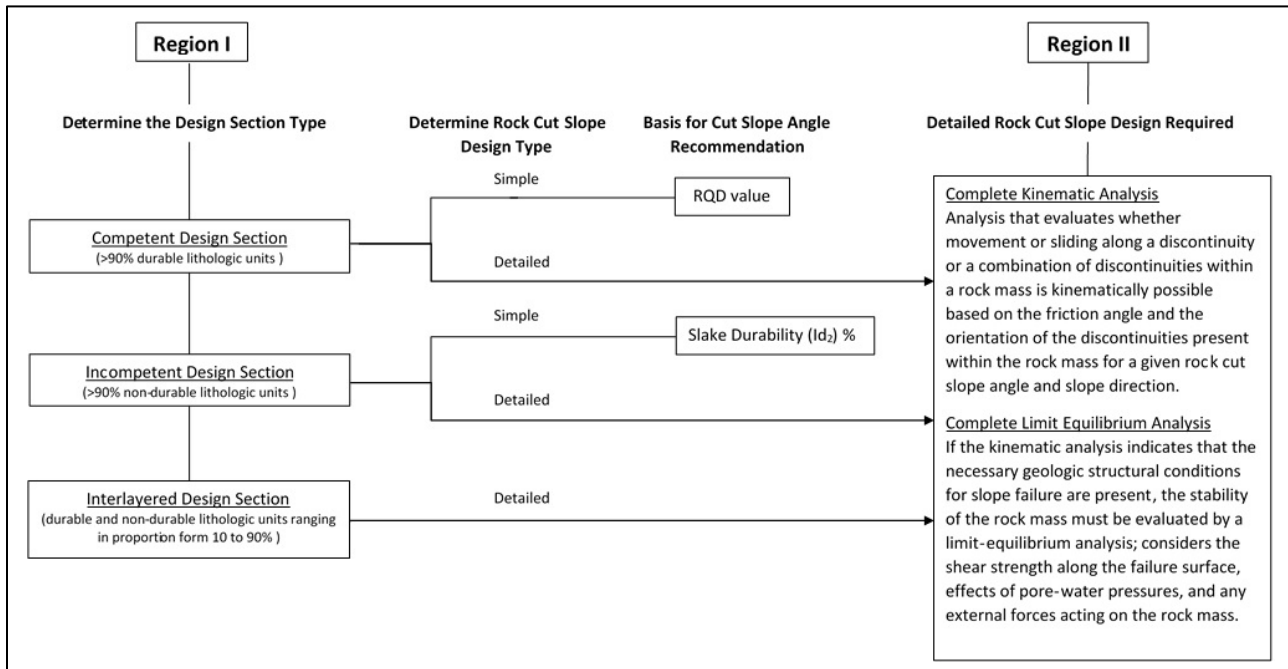 Region I
Region II
Determine the Design Section Type
Determine Rock Cut Slope
Design Type
Basis for Cut Slope Angle
Recommendation
Detailed Rock Cut Slope Design Required
Simple
RQD value
Competent Design Section
(>90% durable lithologic units )
Detailed
Simple
Slake Durability (Id₂) %
Incompetent Design Section
(>90% non-durable lithologic units )
Detailed
Interlayered Design Section
(durable and non-durable lithologic units ranging
in proportion form 10 to 90% )
Detailed
Complete Kinematic Analysis
Analysis that evaluates whether
movement or sliding along a discontinuity
or a combination of discontinuities within
a rock mass is kinematically possible
based on the friction angle and the
orientation of the discontinuities present
within the rock mass for a given rock cut
slope angle and slope direction.
Complete Limit Equilibrium Analysis
If the kinematic analysis indicates that the
necessary geologic structural conditions
for slope failure are present, the stability
of the rock mass must be evaluated by a
limit-equilibrium analysis; considers the
shear strength along the failure surface,
effects of pore-water pressures, and any
external forces acting on the rock mass.